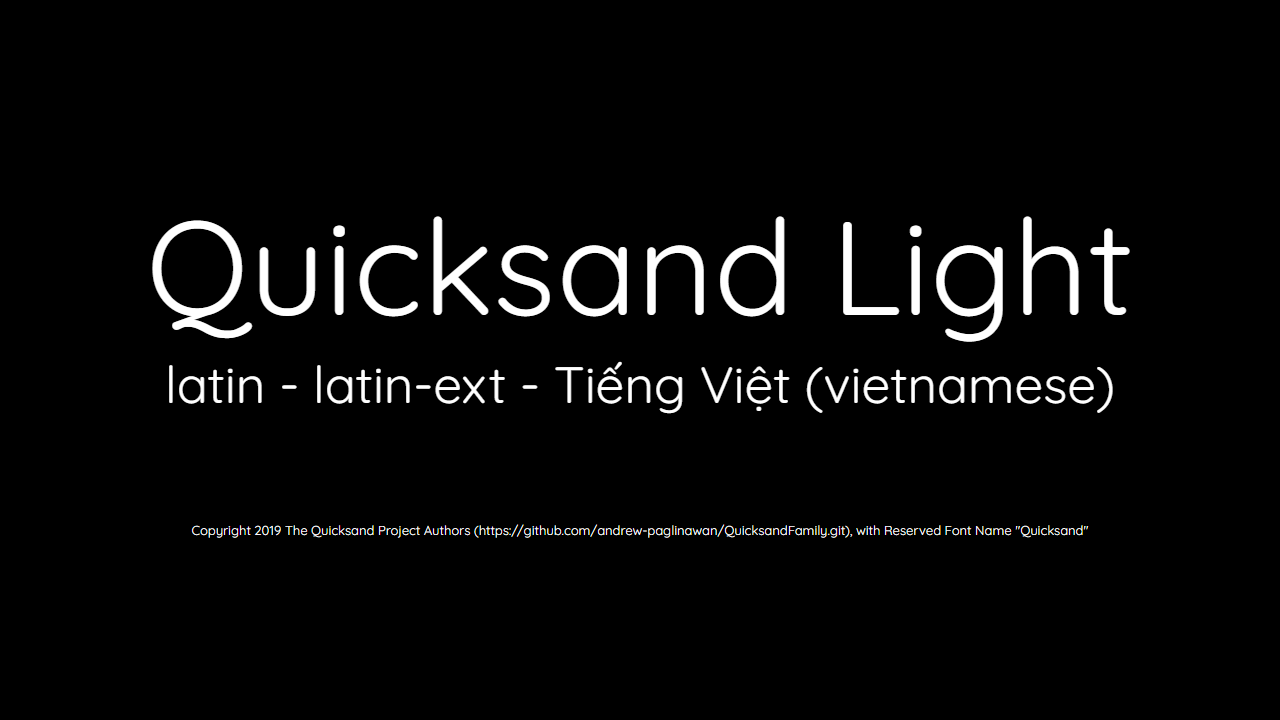 Quicksand Light
latin - latin-ext - Tiếng Việt (vietnamese)
Copyright 2019 The Quicksand Project Authors (https://github.com/andrew-paglinawan/QuicksandFamily.git), with Reserved Font Name "Quicksand"